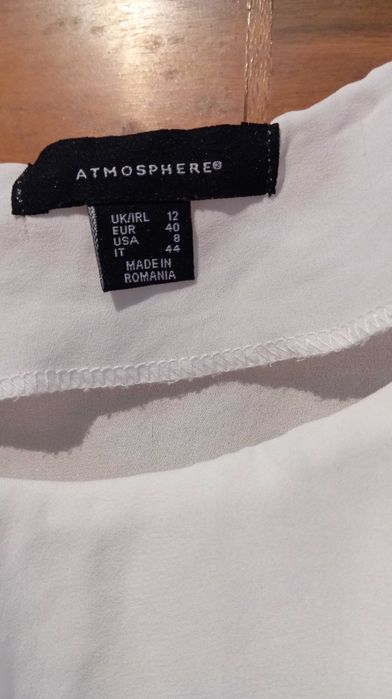 ATMOSPHERE®
UK/IRL 12
EUR 40
USA 8
IT 44
MADE IN
ROMANIA